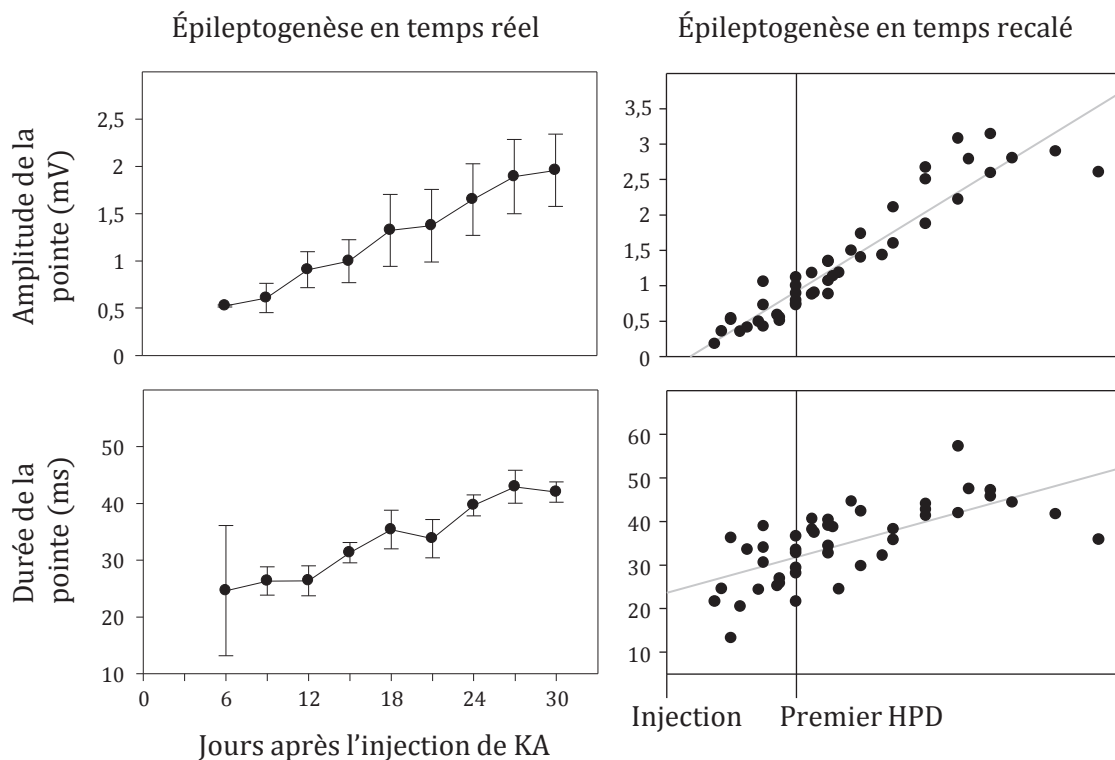 Épileptogenèse en temps réel
Épileptogenèse en temps recalé
Amplitude de la
pointe (mV)
2,5
2
1,5
1
0,5
0
3,5
3
2,5
2
1,5
1
0,5
0
Durée de la
pointe (ms)
50
40
30
20
10
60
50
40
30
20
10
0 6 12 18 24 30
Injection Premier HPD
Jours après l'injection de KA